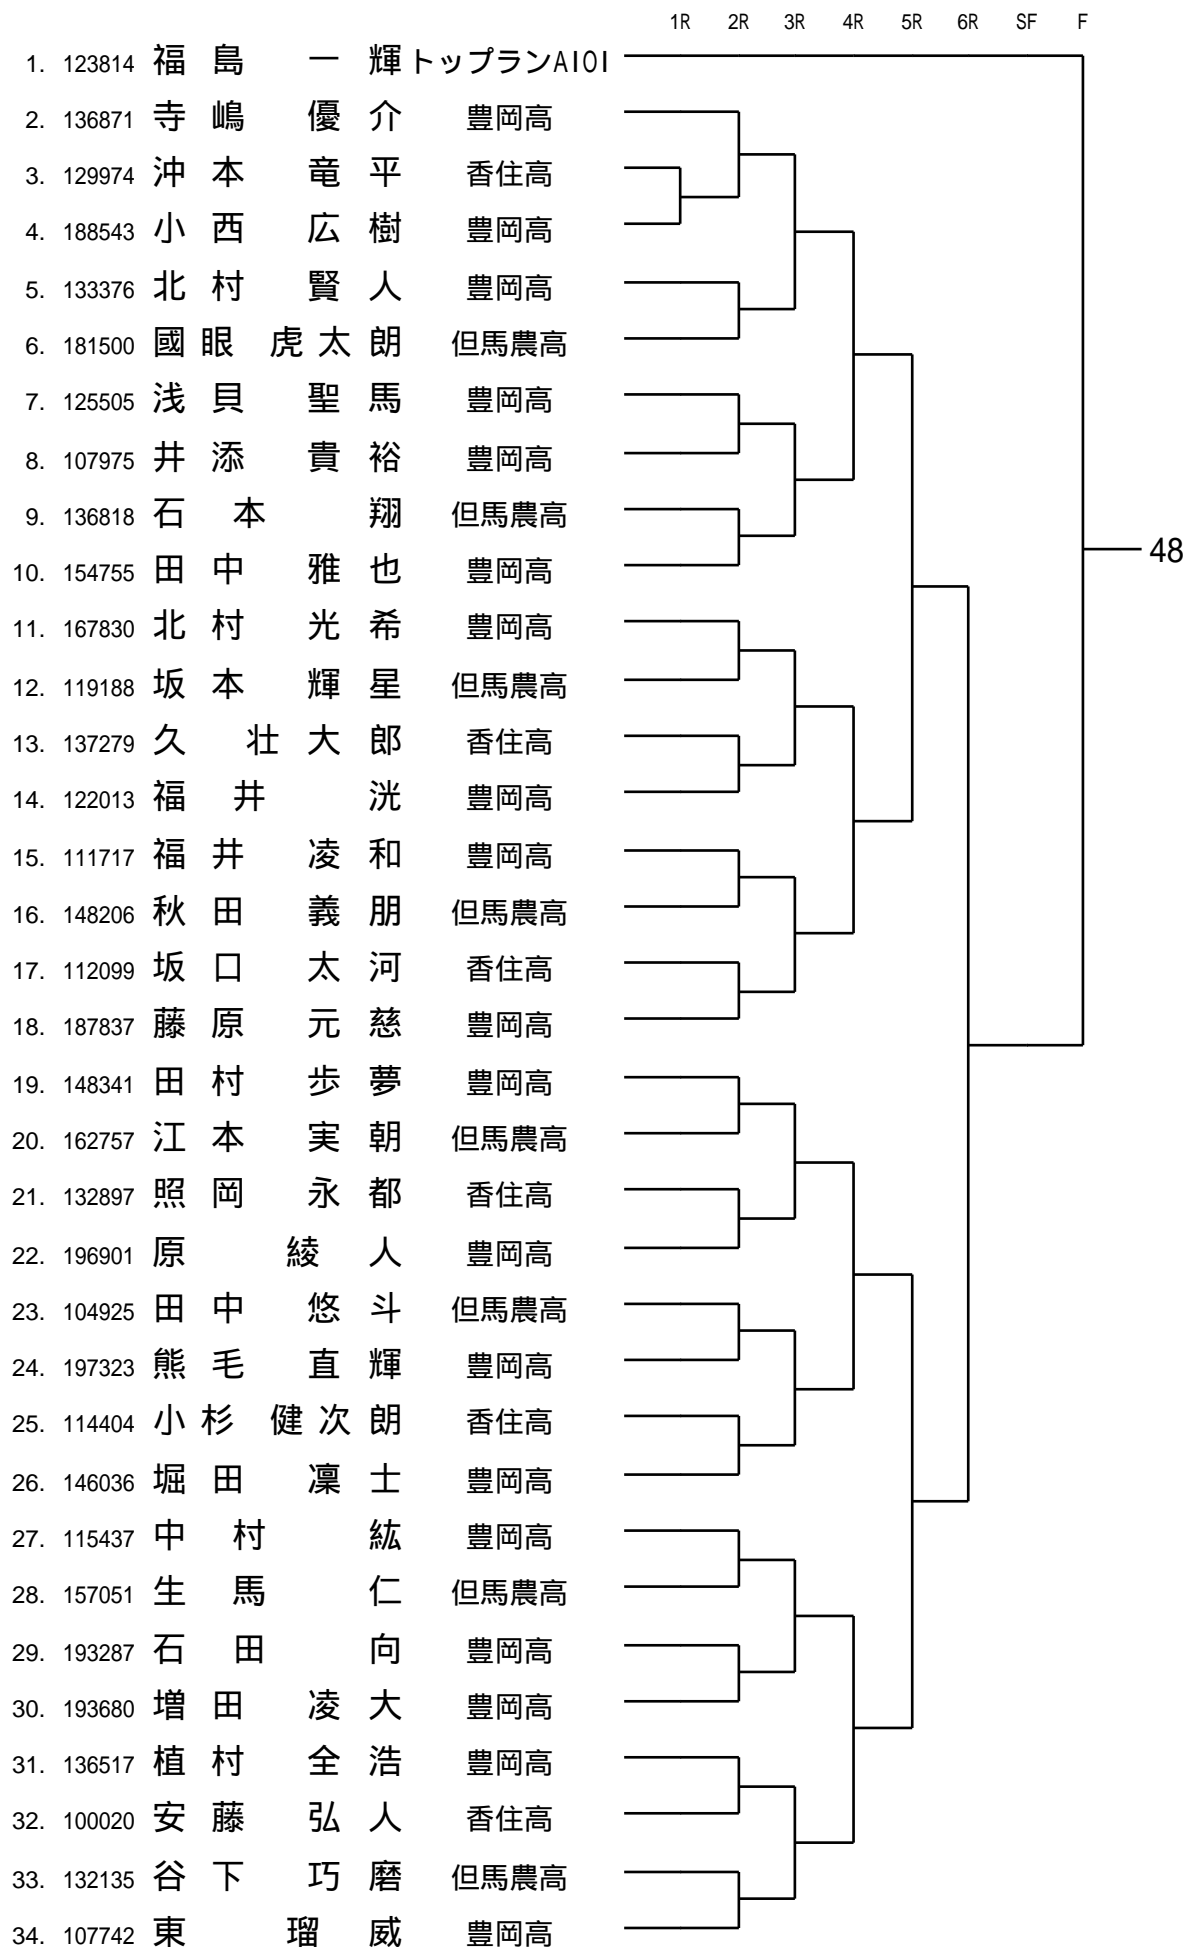 1R 2R 3R 4R 5R 6R SF F
1. 123814 福島 一輝 トップランAIOI
2. 136871 寺嶋 優介 豊岡高
3. 129974 沖本 竜平 香住高
4. 188543 小西 広樹 豊岡高
5. 133376 北村 賢人 豊岡高
6. 181500 國眼 虎太朗 但馬農高
7. 125505 浅貝 聖馬 豊岡高
8. 107975 井添 貴裕 豊岡高
9. 136818 石本 翔 但馬農高
10. 154755 田中 雅也 豊岡高
48
11. 167830 北村 光希 豊岡高
12. 119188 坂本 輝星 但馬農高
13. 137279 久 壮大郎 香住高
14. 122013 福井 洸 豊岡高
15. 111717 福井 凌和 豊岡高
16. 148206 秋田 義朋 但馬農高
17. 112099 坂口 太河 香住高
18. 187837 藤原 元慈 豊岡高
19. 148341 田村 歩夢 豊岡高
20. 162757 江本 実朝 但馬農高
21. 132897 照岡 永都 香住高
22. 196901 原 綾人 豊岡高
23. 104925 田中 悠斗 但馬農高
24. 197323 熊毛 直輝 豊岡高
25. 114404 小杉 健次朗 香住高
26. 146036 堀田 凜士 豊岡高
27. 115437 中村 紘 豊岡高
28. 157051 生馬 仁 但馬農高
29. 193287 石田 向 豊岡高
30. 193680 増田 凌大 豊岡高
31. 136517 植村 全浩 豊岡高
32. 100020 安藤 弘人 香住高
33. 132135 谷下 巧磨 但馬農高
34. 107742 東 瑠威 豊岡高